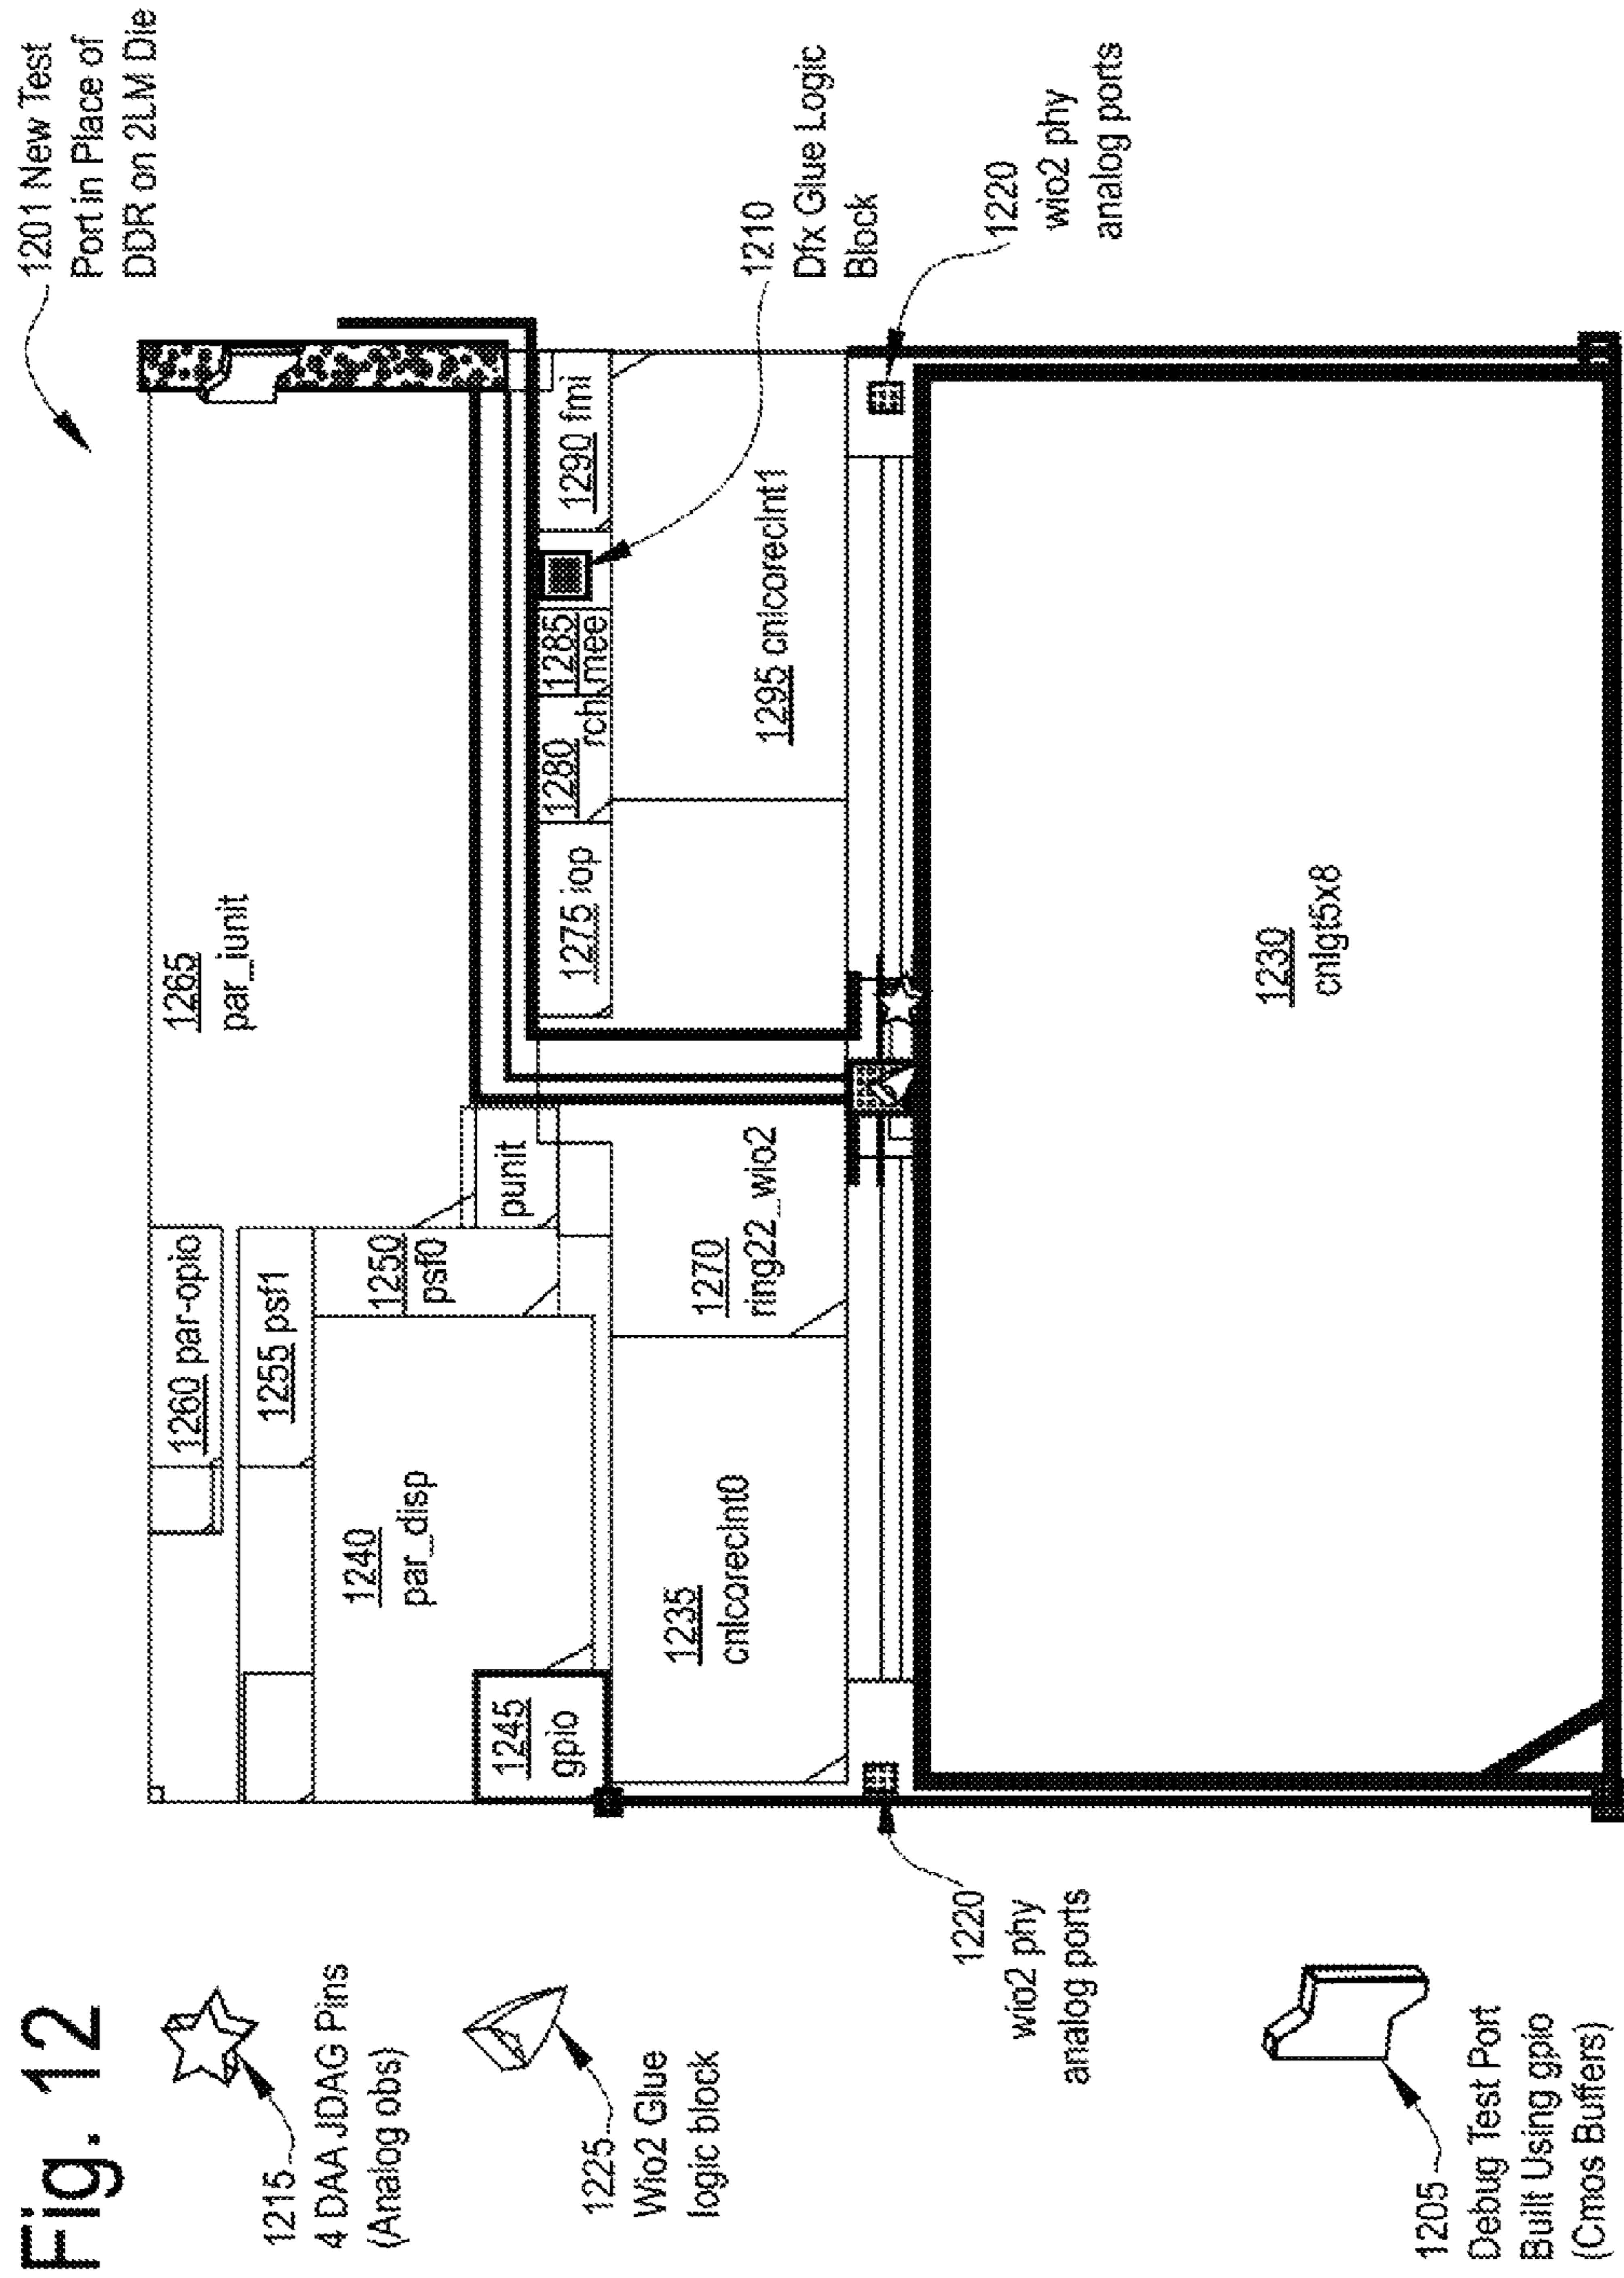 Fig. 12
1215
4 DAA JDAG Pins
(Analog obs)
1225
Wio2 Glue
logic block
1205
Debug Test Port
Built Using gpio
(Cmos Buffers)
1220
wio2 phy
analog ports
1201 New Test
Port in Place of
DDR on 2LM Die
1210
Dfx Glue Logic
Block
1220
wio2 phy
analog ports
1260 par-opio
1255 psf1
1250
psf0
1240
par_disp
1245
gpio
1265
par_iunit
punit
1235
cnlcorecInt0
1270
ring22_wio2
1275 iop
1280
rch
1285
mee
1290 fmi
1295 cnlcorecInt1
1230
cnlgt5x8